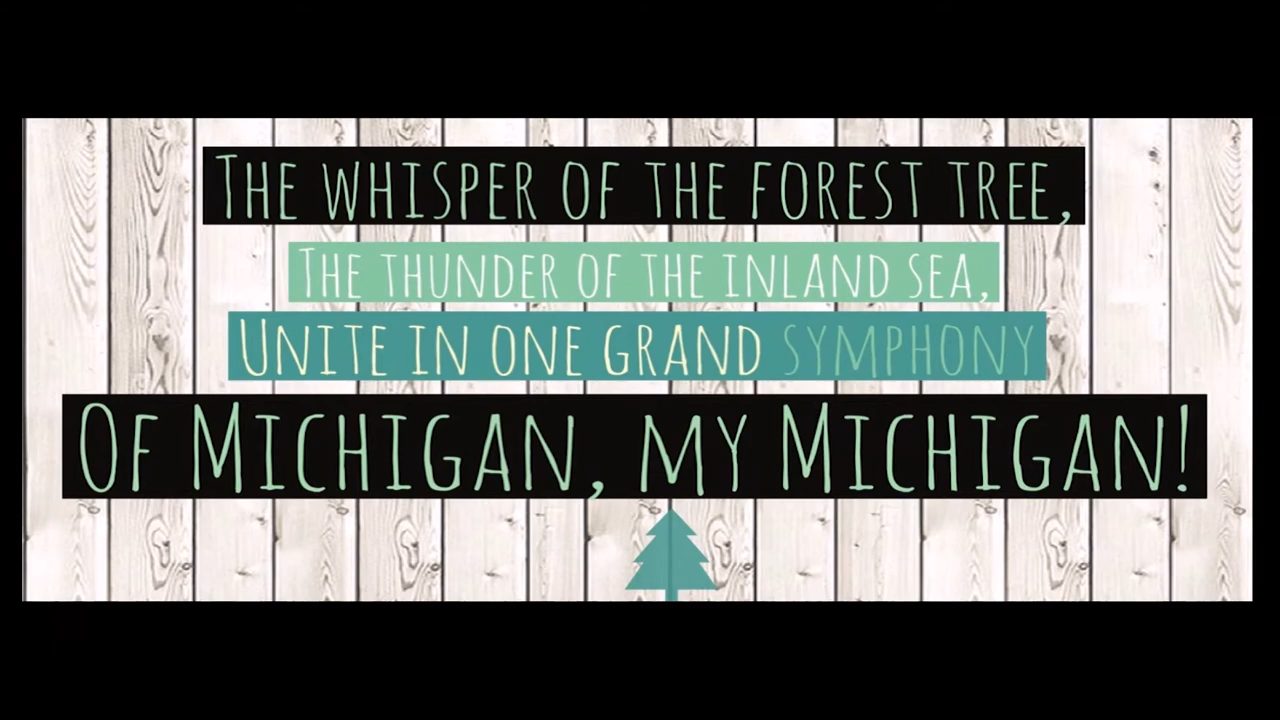 The whisper of the forest tree,
The thunder of the inland sea,
Unite in one grand symphony
Of Michigan, my Michigan!